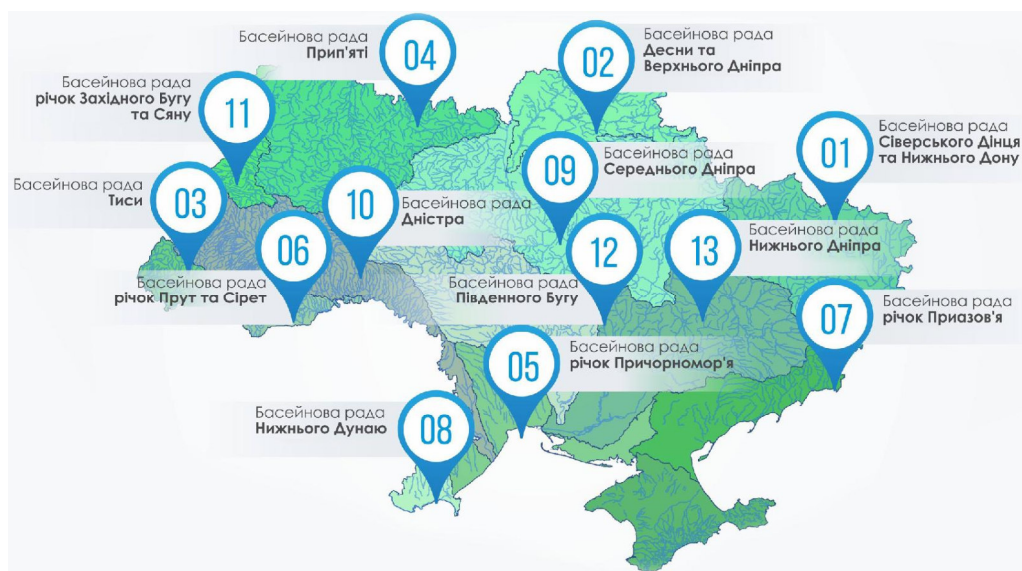 Басейнова рада
Прип'яті
04
02
Басейнова рада
Десни та
Верхнього Дніпра
Басейнова рада
річок Західного Бугу
та Сяну
11
01
Басейнова рада
Сіверського Дінця
та Нижнього Дону
09
Басейнова рада
Середнього Дніпра
Басейнова рада
Тиси
03
10
Басейнова рада
Дністра
06
Басейнова рада
річок Прут та Сірет
12
Басейнова рада
Південного Бугу
13
Басейнова рада
Нижнього Дніпра
07
Басейнова рада
річок Приазов'я
05
Басейнова рада
річок Причорномор'я
Басейнова рада
Нижнього Дунаю
08